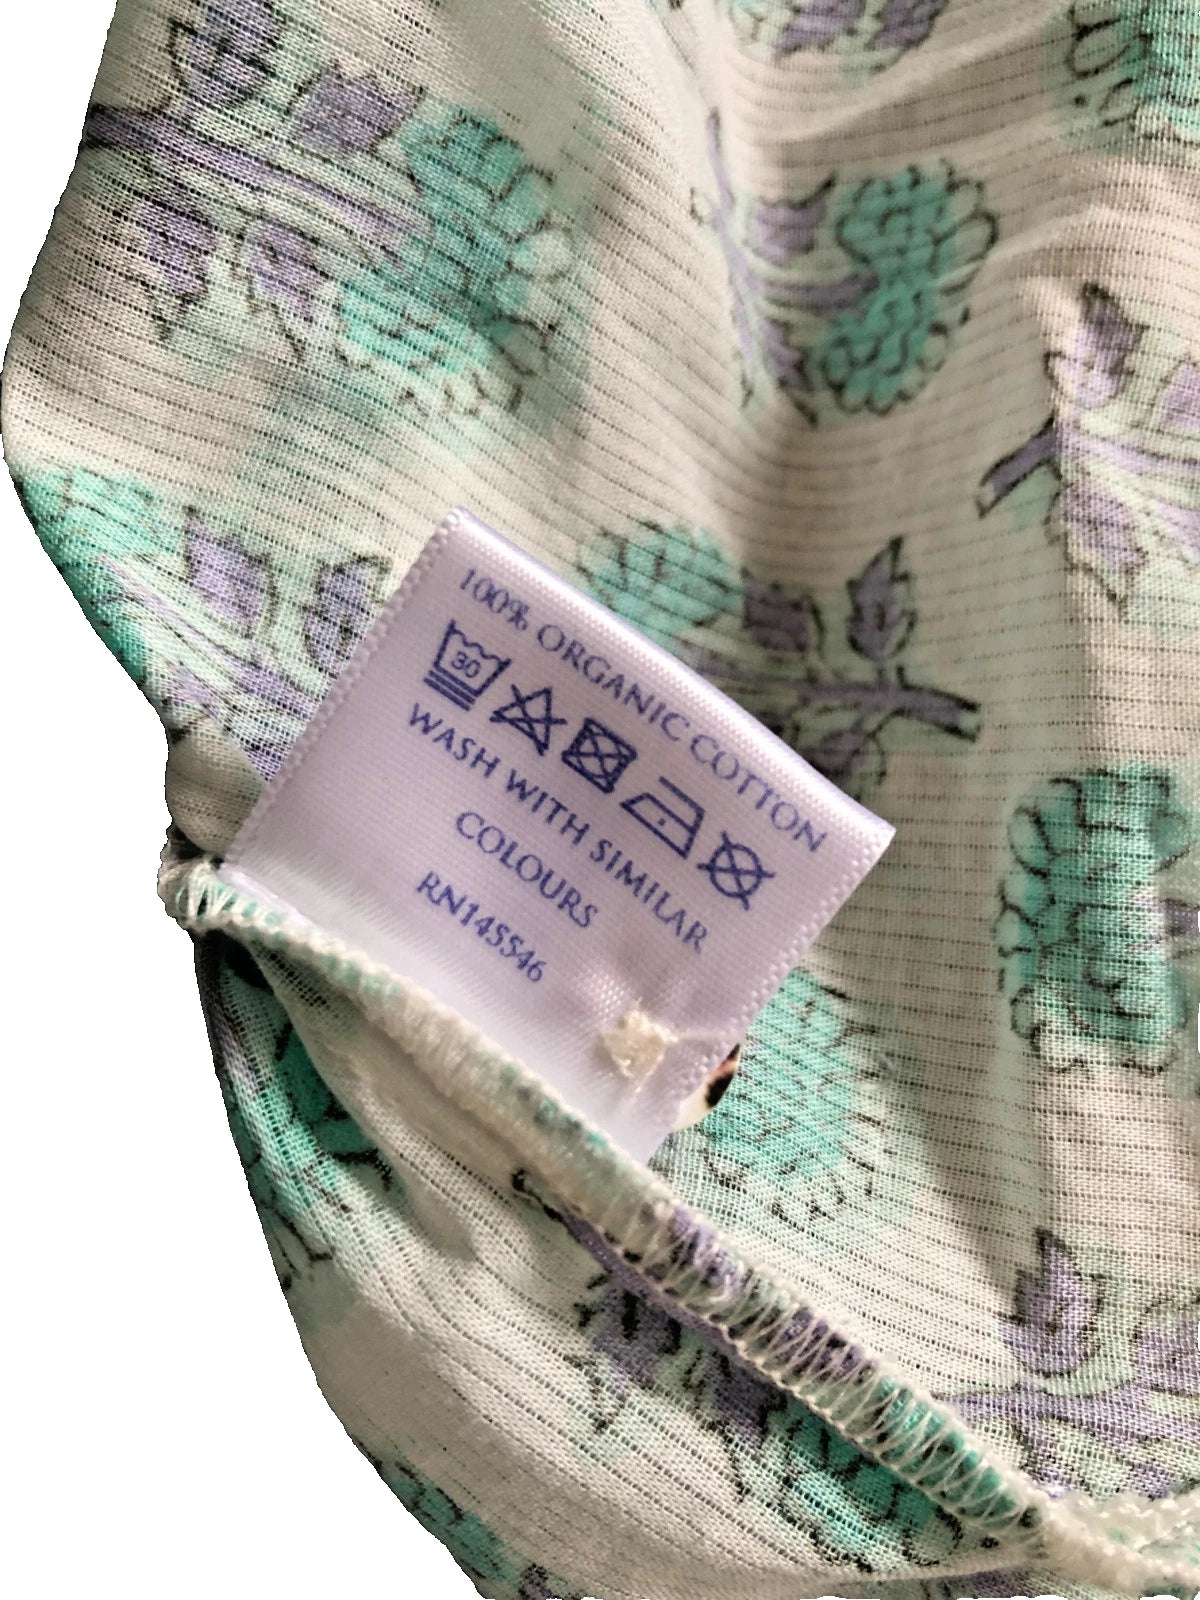 100% ORGANIC COTTON
30
WASH WITH SIMILAR
COLOURS
RN145546